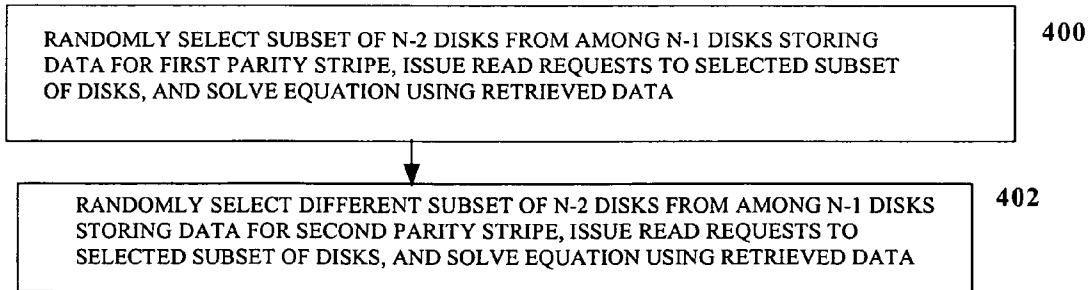 RANDOMLY SELECT SUBSET OF N-2 DISKS FROM AMONG N-1 DISKS STORING
DATA FOR FIRST PARITY STRIPE, ISSUE READ REQUESTS TO SELECTED SUBSET
OF DISKS, AND SOLVE EQUATION USING RETRIEVED DATA
400
RANDOMLY SELECT DIFFERENT SUBSET OF N-2 DISKS FROM AMONG N-1 DISKS
STORING DATA FOR SECOND PARITY STRIPE, ISSUE READ REQUESTS TO
SELECTED SUBSET OF DISKS, AND SOLVE EQUATION USING RETRIEVED DATA
402